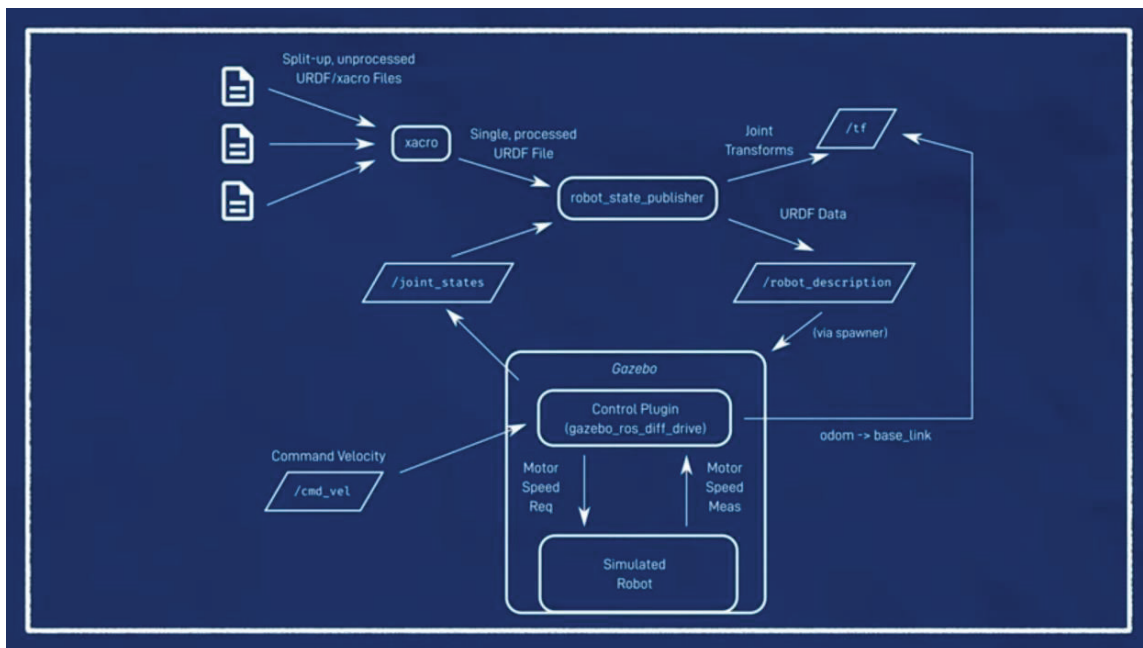 Split-up, unprocessed
URDF/xacro Files
xacro
Single, processed
URDF File
Joint
Transforms
/tf
robot_state_publisher
URDF Data
/joint_states
/robot_description
(via spawner)
Gazebo
Control Plugin
(gazebo_ros_diff_drive)
odom -> base_link
Command Velocity
/cmd_vel
Motor
Speed
Req
Motor
Speed
Meas
Simulated
Robot